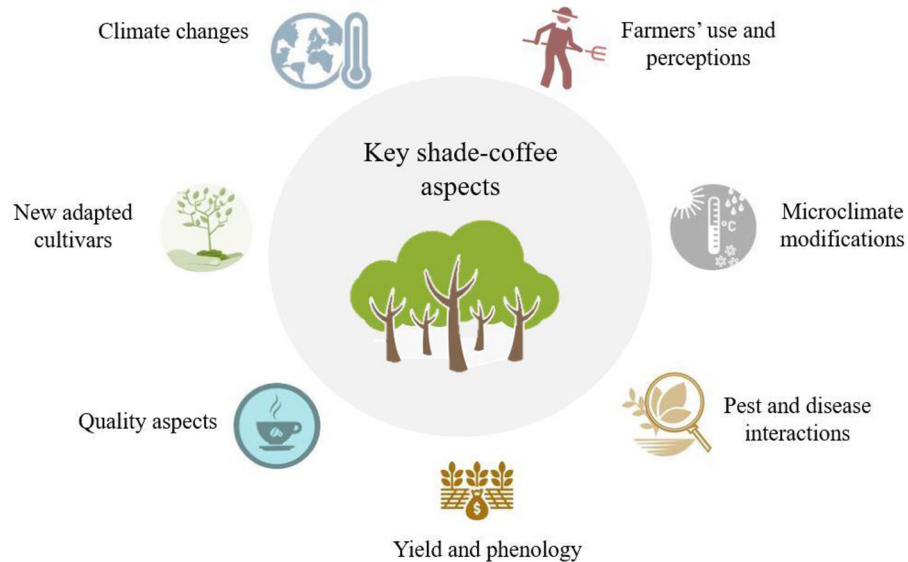 Climate changes
Farmers' use and
perceptions
Key shade-coffee
aspects
New adapted
cultivars
°C
Microclimate
modifications
Quality aspects
Pest and disease
interactions
$
Yield and phenology